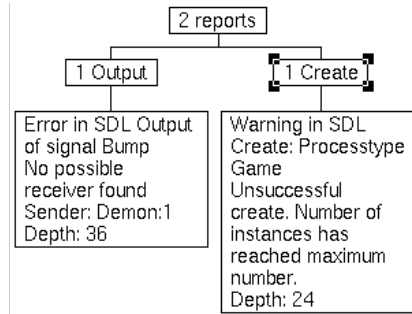 2 reports
1 Output
1 Create
Error in SDL Output
of signal Bump
No possible
receiver found
Sender: Demon:1
Depth: 36
Warning in SDL
Create: Processtype
Game
Unsuccessful
create. Number of
instances has
reached maximum
number.
Depth: 24